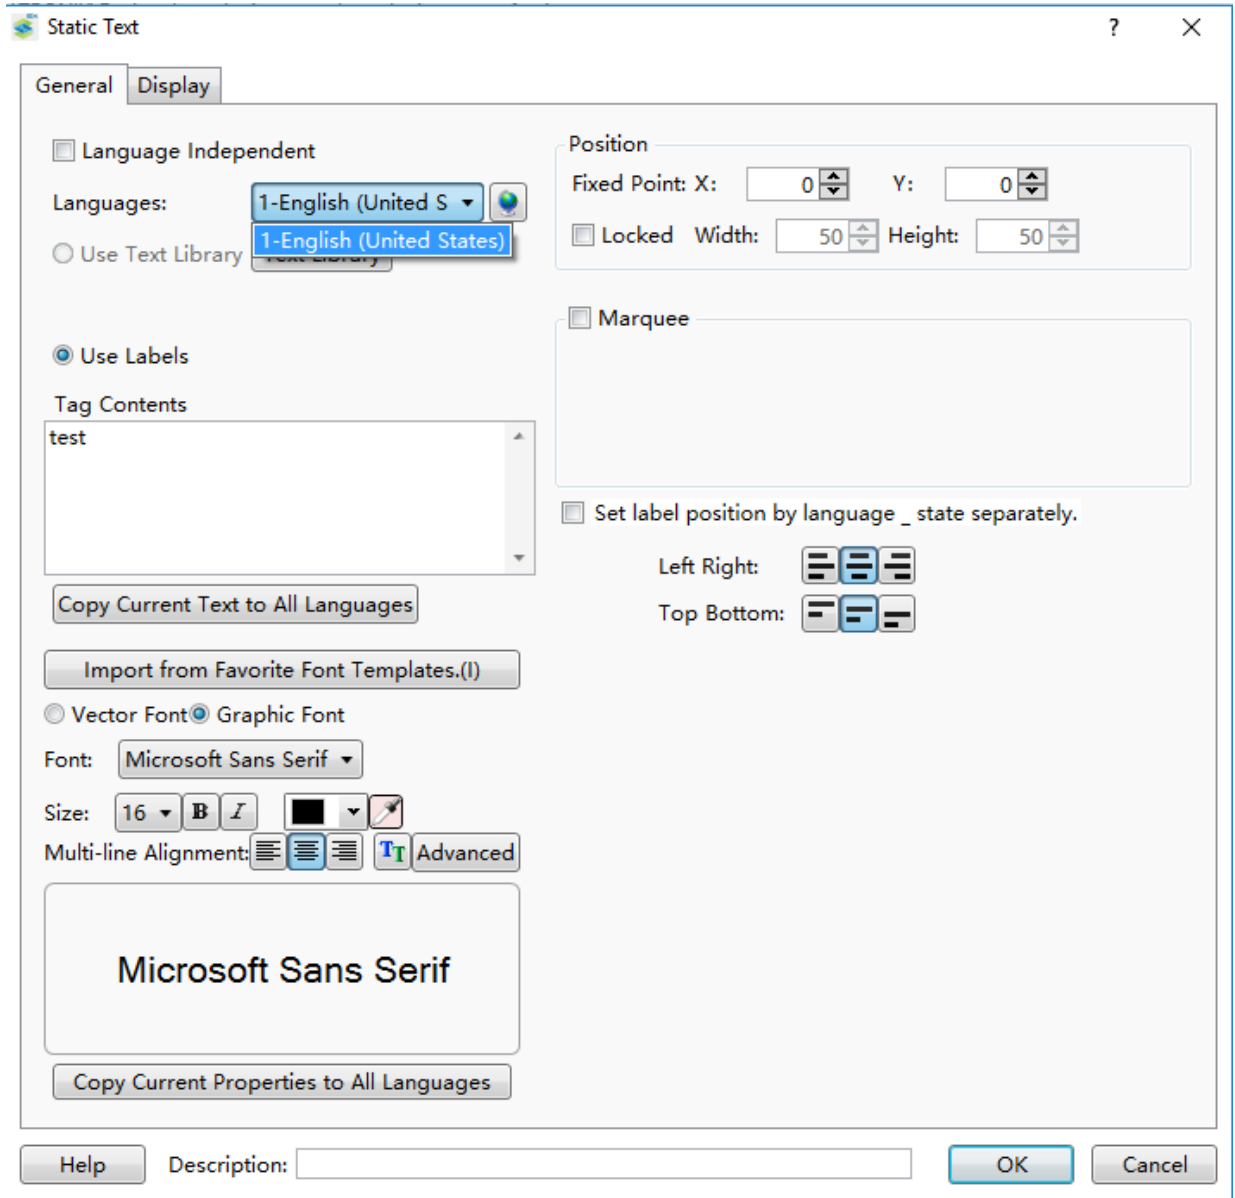 Static Text
?
General
Display
Language Independent
Languages:
1-English (United S
1-English (United States)
Use Text Library
Text Library
Use Labels
Tag Contents
test
Copy Current Text to All Languages
Import from Favorite Font Templates.(I)
Vector Font
Graphic Font
Font:
Microsoft Sans Serif
Size:
16
B
I
Multi-line Alignment:
TT
Advanced
Microsoft Sans Serif
Copy Current Properties to All Languages
Position
Fixed Point: X:
0
Y:
0
Locked
Width:
50
Height:
50
Marquee
Set label position by language _ state separately.
Left Right:
Top Bottom:
Help
Description:
OK
Cancel